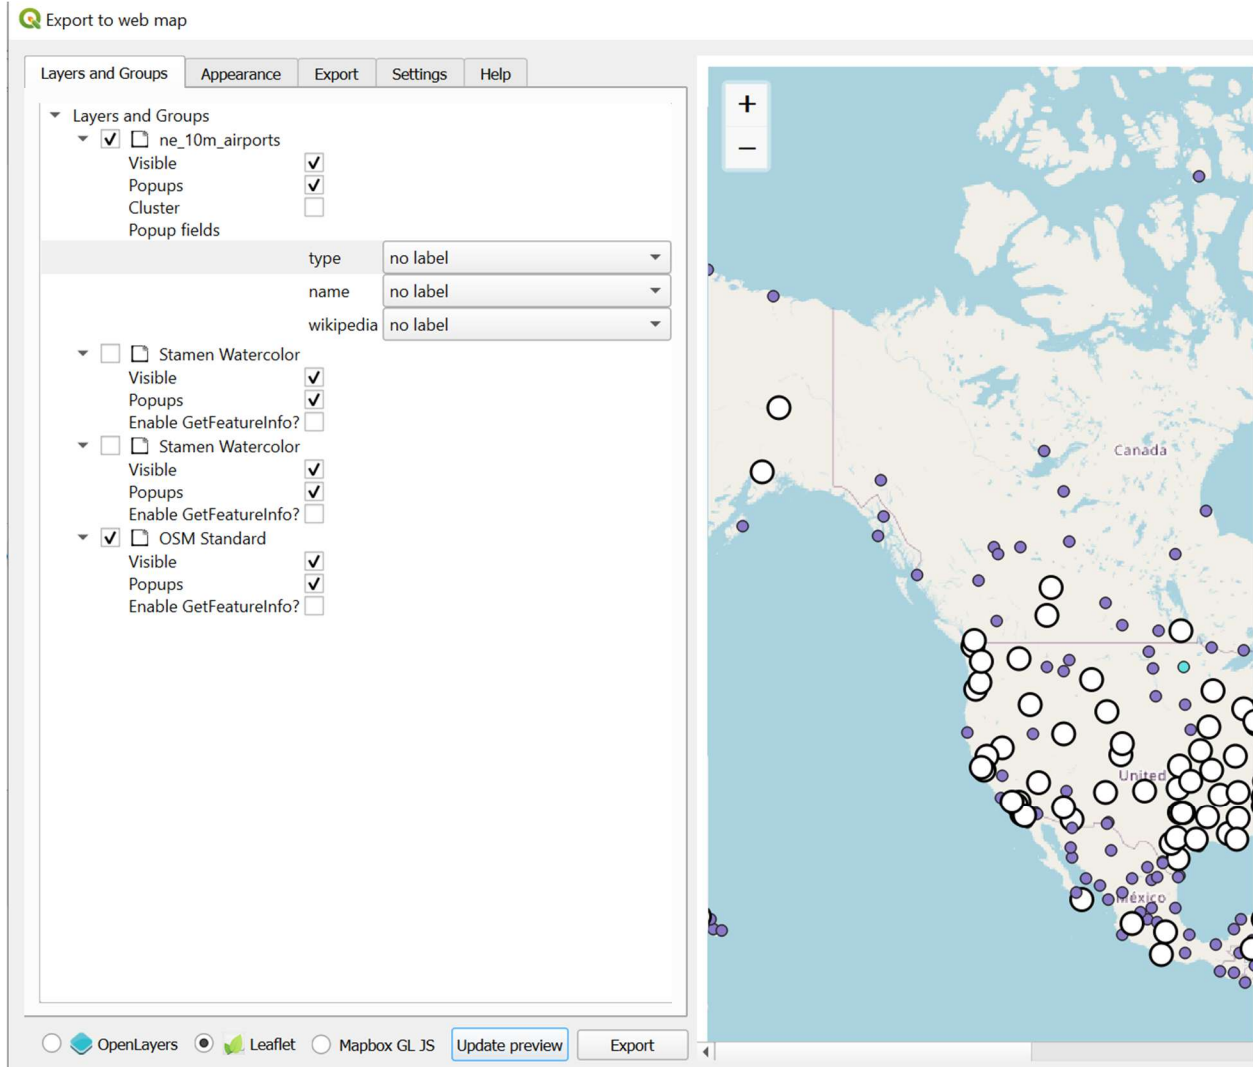 Export to web map
Layers and Groups
Appearance
Export
Settings
Help
Layers and Groups
ne_10m_airports
Visible
Popups
Cluster
Popup fields
type no label
name no label
wikipedia no label
Stamen Watercolor
Visible
Popups
Enable GetFeatureInfo?
Stamen Watercolor
Visible
Popups
Enable GetFeatureInfo?
OSM Standard
Visible
Popups
Enable GetFeatureInfo?
OpenLayers
Leaflet
Mapbox GL JS
Update preview
Export
+
−
Canada
United
México